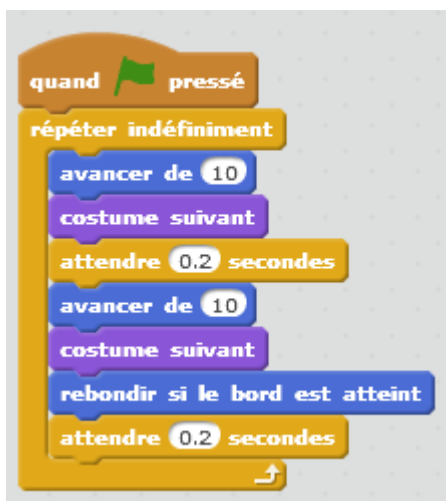 quand pressé
répéter indéfiniment
avancer de 10
costume suivant
attendre 0.2 secondes
avancer de 10
costume suivant
rebondir si le bord est atteint
attendre 0.2 secondes